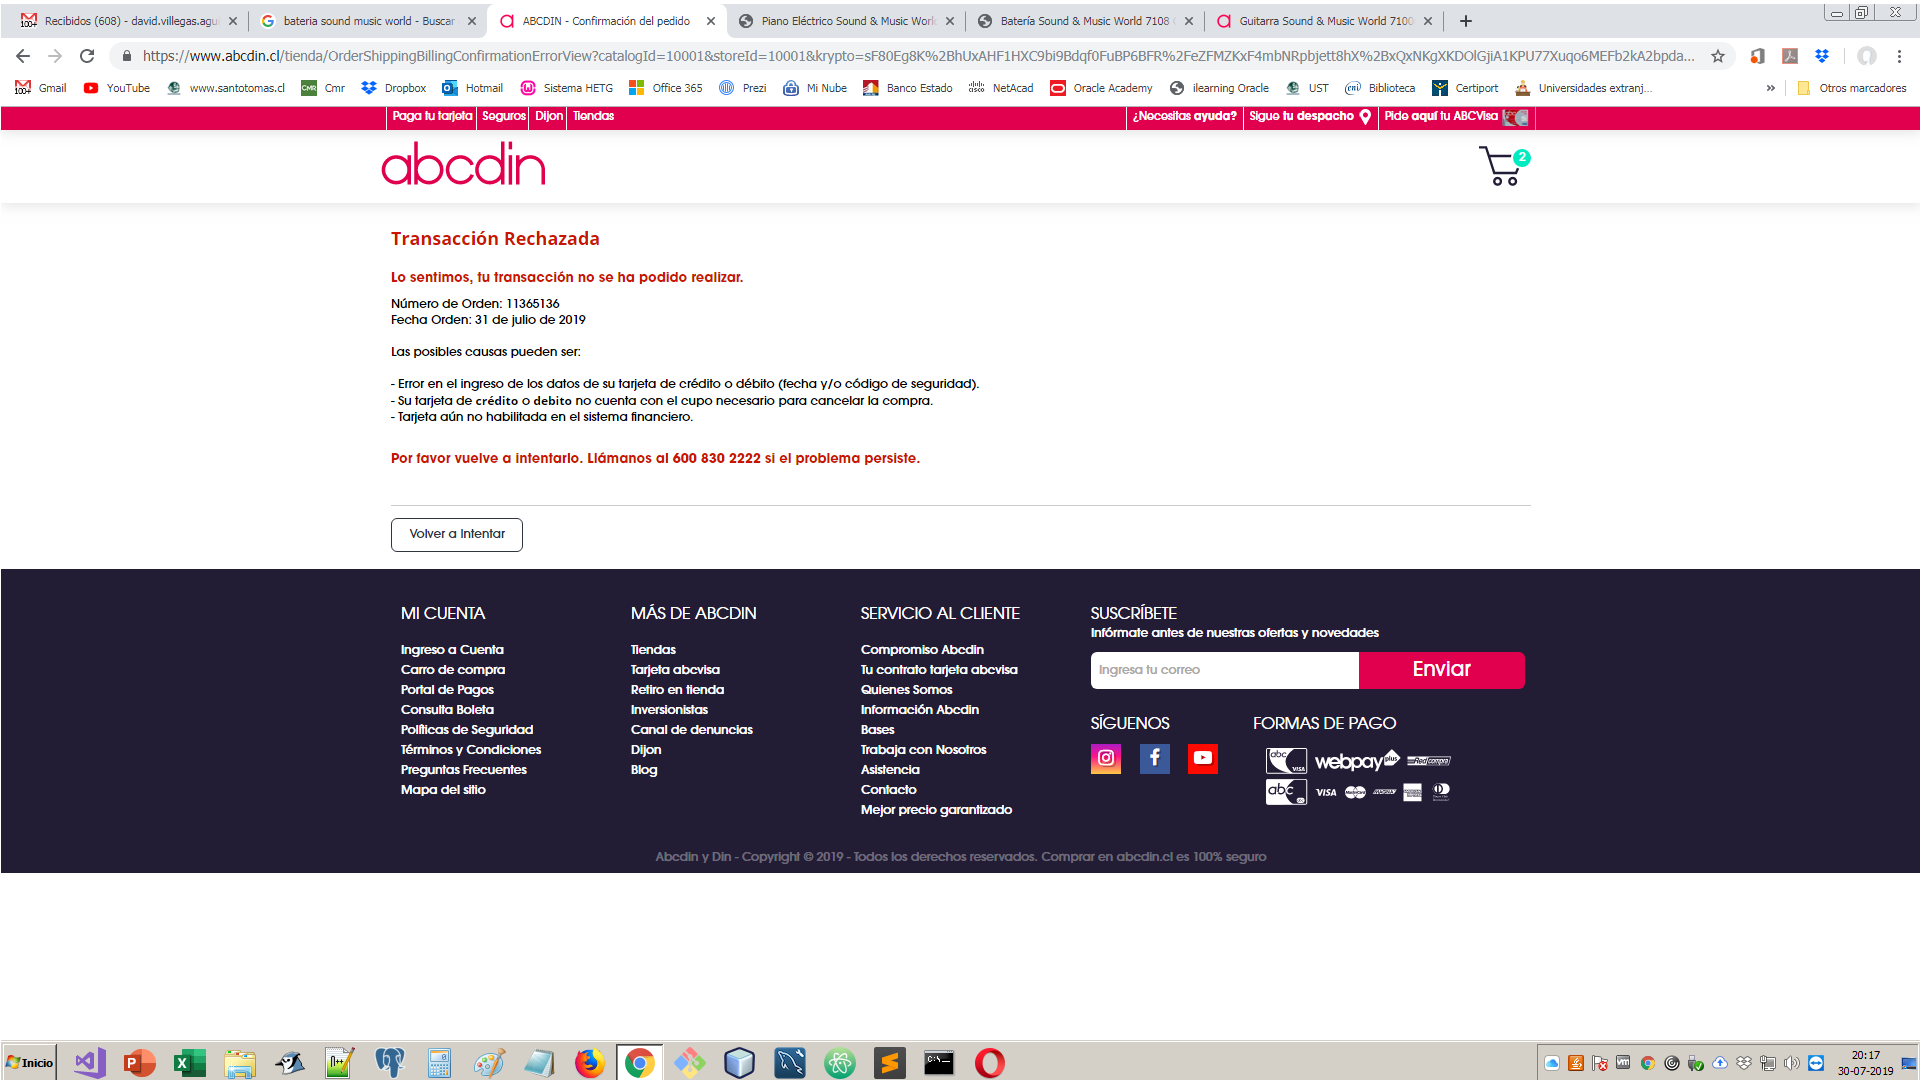 Recibidos (608) - david.villegas.agu
bateria sound music world - Buscar
ABCDIN - Confirmación del pedido
Piano Eléctrico Sound & Music Worl
Batería Sound & Music World 7108
Guitarra Sound & Music World 7100
https://www.abcdin.cl/tienda/OrderShippingBillingConfirmationErrorView?catalogId=10001&storeId=10001&krypto=sF80Eg8K%2BhUxAHF1HXC9bi9Bdqf0FuBP6BFR%2FeZFMZKxF4mbNRpbjett8hX%2BxQxNKgXKDOlGjiA1KPU77Xuqo6MEFb2kA2bpda...
Gmail
YouTube
www.santotomas.cl
Cmr
Dropbox
Hotmail
Sistema HETG
Office 365
Prezi
Mi Nube
Banco Estado
NetAcad
Oracle Academy
ilearning Oracle
UST
Biblioteca
Certiport
Universidades extranj...
Otros marcadores
Paga tu tarjeta
Seguros
Dijon
Tiendas
¿Necesitas ayuda?
Sigue tu despacho
Pide aquí tu ABCVisa
abcdin
2
Transacción Rechazada
Lo sentimos, tu transacción no se ha podido realizar.
Número de Orden: 11365136
Fecha Orden: 31 de julio de 2019
Las posibles causas pueden ser:
- Error en el ingreso de los datos de su tarjeta de crédito o débito (fecha y/o código de seguridad).
- Su tarjeta de crédito o debito no cuenta con el cupo necesario para cancelar la compra.
- Tarjeta aún no habilitada en el sistema financiero.
Por favor vuelve a intentarlo. Llámanos al 600 830 2222 si el problema persiste.
Volver a Intentar
MI CUENTA
Ingreso a Cuenta
Carro de compra
Portal de Pagos
Consulta Boleta
Políticas de Seguridad
Términos y Condiciones
Preguntas Frecuentes
Mapa del sitio
MÁS DE ABCDIN
Tiendas
Tarjeta abcvisa
Retiro en tienda
Inversionistas
Canal de denuncias
Dijon
Blog
SERVICIO AL CLIENTE
Compromiso Abcdin
Tu contrato tarjeta abcvisa
Quienes Somos
Información Abcdin
Bases
Trabaja con Nosotros
Asistencia
Contacto
Mejor precio garantizado
SUSCRÍBETE
Infórmate antes de nuestras ofertas y novedades
Ingresa tu correo
Enviar
SÍGUENOS
FORMAS DE PAGO
abc VISA
webpay plus
Redcompra
abc
VISA
MasterCard
Abcdin y Din - Copyright © 2019 - Todos los derechos reservados. Comprar en abcdin.cl es 100% seguro
Inicio
20:17
30-07-2019